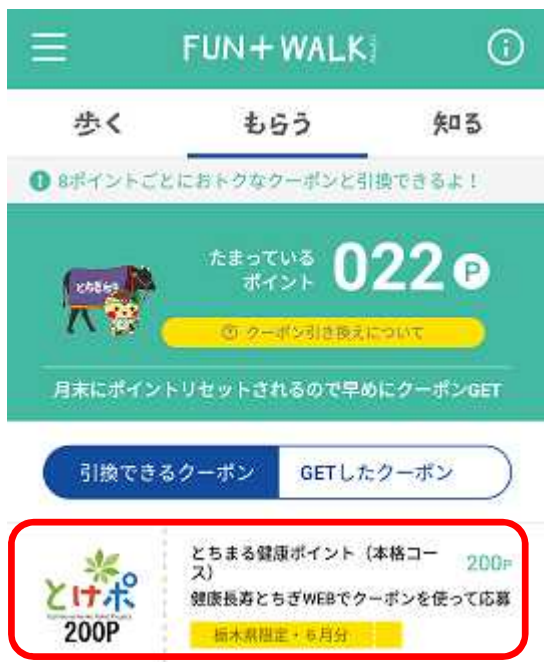 FUN+WALK
歩く
もらう
知る
8ポイントごとにおトクなクーポンと引換できるよ!
たまっている
ポイント
022 P
クーポン引き換えについて
月末にポイントリセットされるので早めにクーポンGET
引換できるクーポン
GETしたクーポン
とけポ
200P
とちまる健康ポイント(本格コー
ス)
200P
健康長寿とちぎWEBでクーポンを使って応募
栃木県限定・6月分